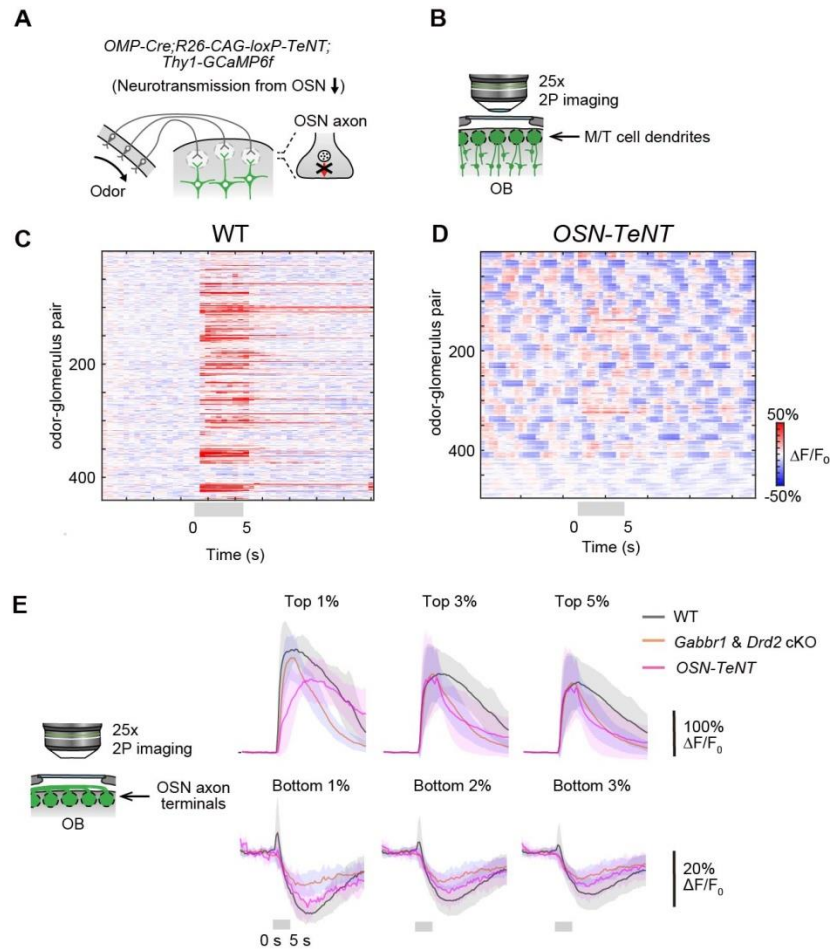 A
OMP-Cre;R26-CAG-loxP-TeNT;
Thy1-GCaMP6f
(Neurotransmission from OSN ↓)
OSN axon
Odor
B
25x
2P imaging
M/T cell dendrites
OB
C
WT
odor-glomerulus pair
200
400
0 5
Time (s)
D
OSN-TeNT
odor-glomerulus pair
200
400
0 5
Time (s)
50%
ΔF/F0
-50%
E
25x
2P imaging
OSN axon
terminals
OB
Top 1% Top 3% Top 5%
WT
Gabbr1 & Drd2 cKO
OSN-TeNT
100%
ΔF/F0
Bottom 1% Bottom 2% Bottom 3%
20%
ΔF/F0
0 s 5 s